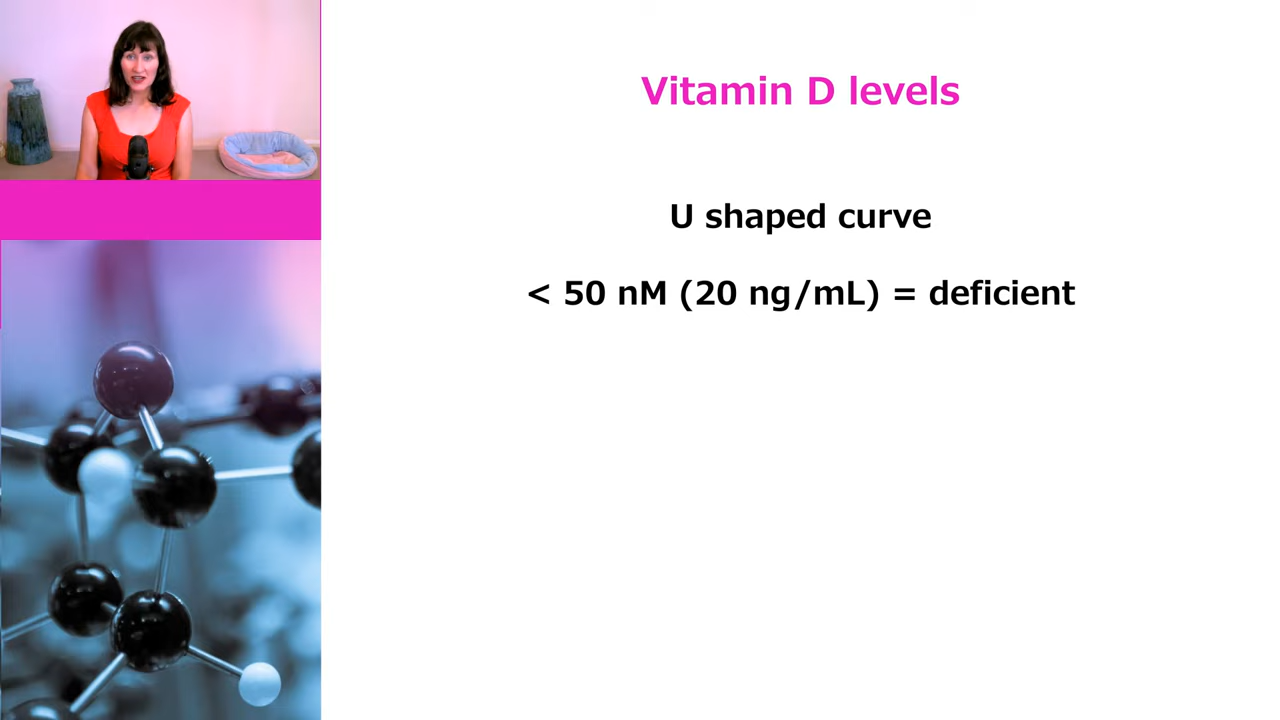 Vitamin D levels
U shaped curve
< 50 nM (20 ng/mL) = deficient